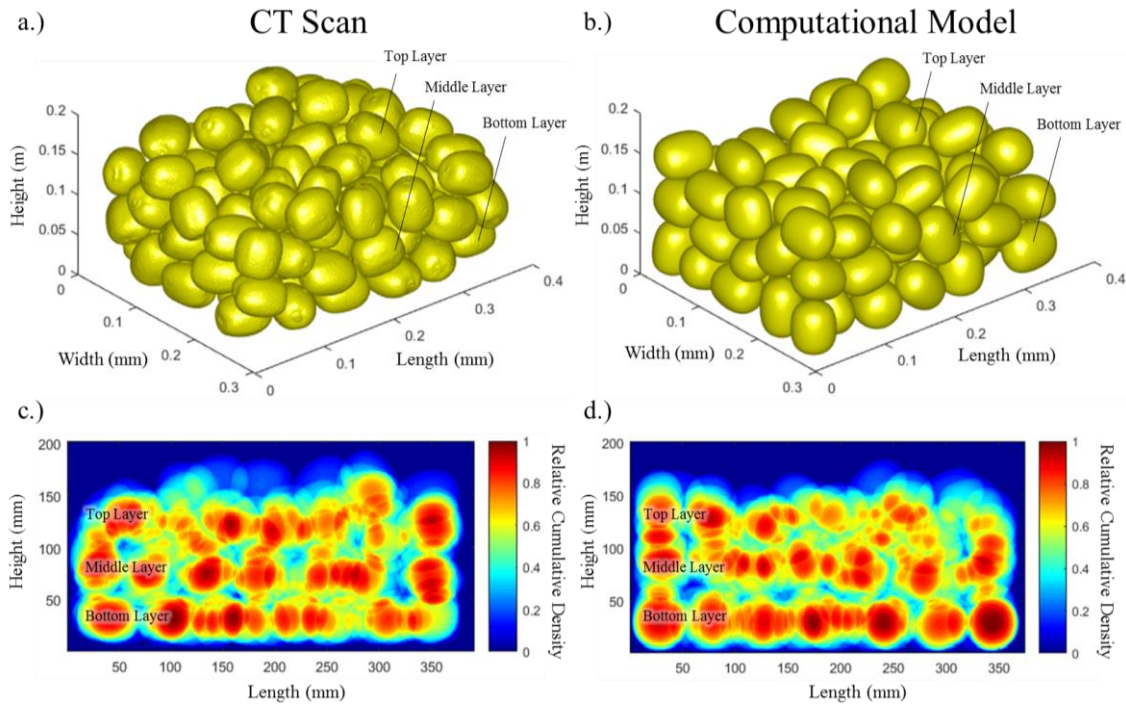 a.)
CT Scan
Top Layer
Middle Layer
Bottom Layer
0.2
0.15
0.1
0.05
0
Height (m)
0
0.1
0.2
0.3
Width (mm)
0
0.1
0.2
0.3
0.4
Length (mm)
b.)
Computational Model
Top Layer
Middle Layer
Bottom Layer
0.2
0.15
0.1
0.05
0
Height (m)
0
0.1
0.2
0.3
Width (mm)
0
0.1
0.2
0.3
0.4
Length (mm)
c.)
200
150
100
50
Height (mm)
Top Layer
Middle Layer
Bottom Layer
50
100
150
200
250
300
350
Length (mm)
1
0.8
0.6
0.4
0.2
0
Relative Cumulative Density
d.)
200
150
100
50
Height (mm)
Top Layer
Middle Layer
Bottom Layer
50
100
150
200
250
300
350
Length (mm)
1
0.8
0.6
0.4
0.2
0
Relative Cumulative Density